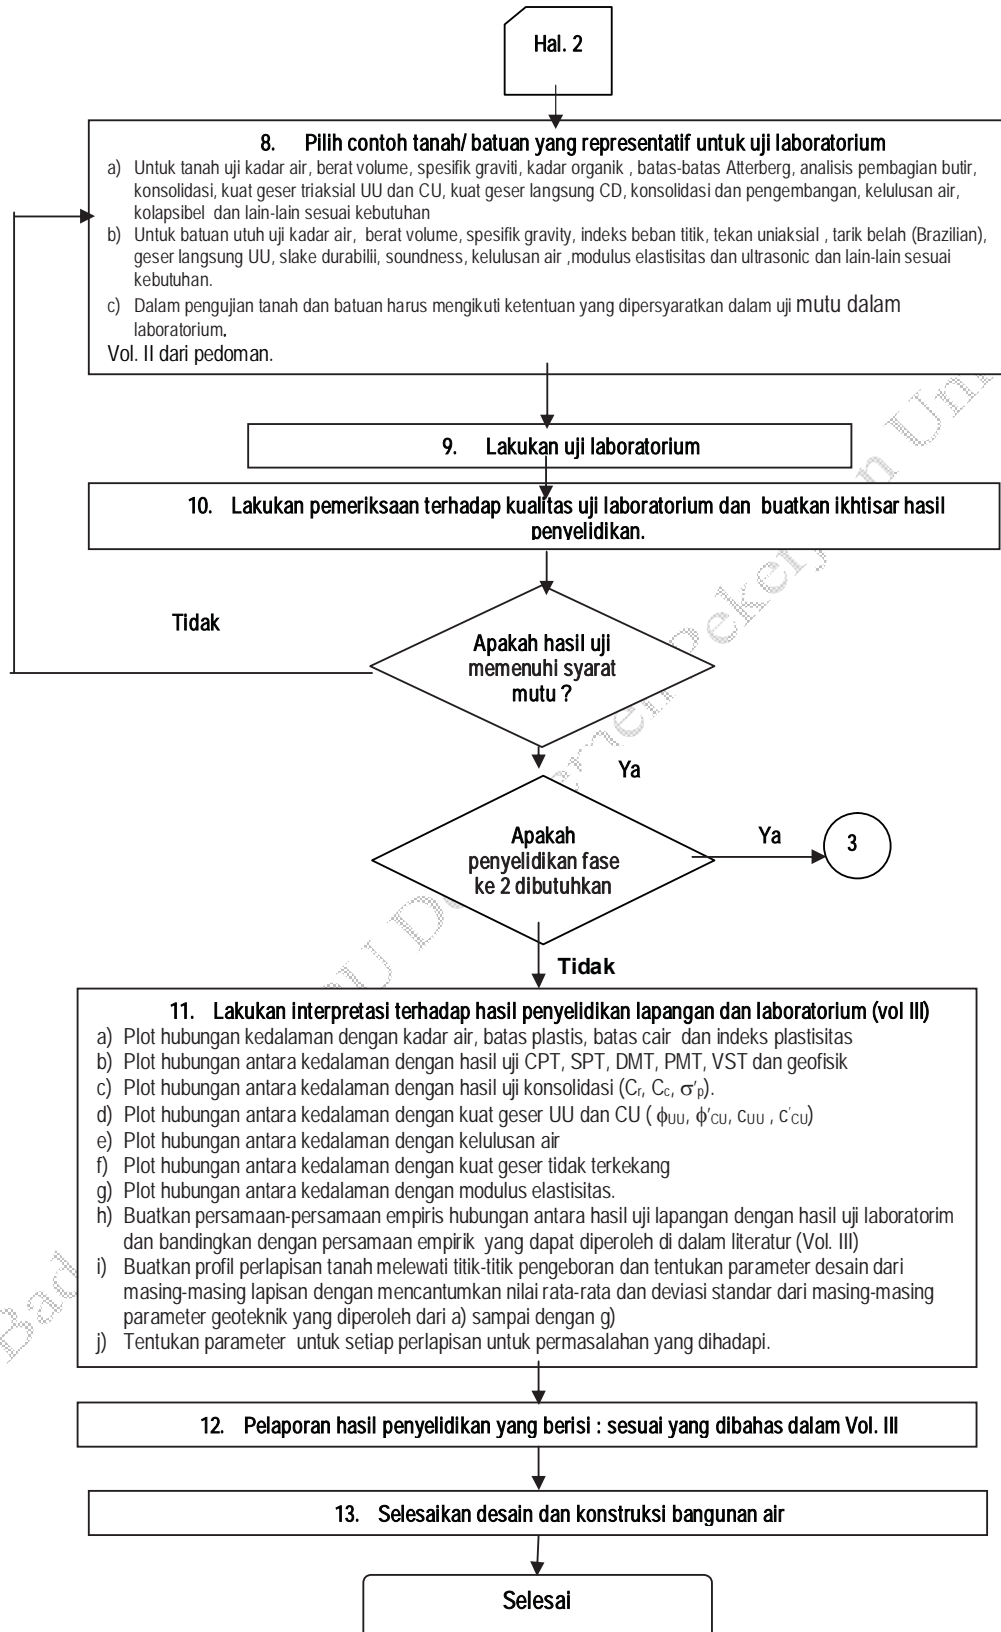 Hal. 2
8. Pilih contoh tanah/ batuan yang representatif untuk uji laboratorium
a) Untuk tanah uji kadar air, berat volume, spesifik graviti, kadar organik , batas-batas Atterberg, analisis pembagian butir,
konsolidasi, kuat geser triaksial UU dan CU, kuat geser langsung CD, konsolidasi dan pengembangan, kelulusan air,
kolapsibel dan lain-lain sesuai kebutuhan
b) Untuk batuan utuh uji kadar air, berat volume, spesifik gravity, indeks beban titik, tekan uniaksial , tarik belah (Brazilian),
geser langsung UU, slake durabilii, soundness, kelulusan air ,modulus elastisitas dan ultrasonic dan lain-lain sesuai
kebutuhan.
c) Dalam pengujian tanah dan batuan harus mengikuti ketentuan yang dipersyaratkan dalam uji mutu dalam
laboratorium.
Vol. II dari pedoman.
9. Lakukan uji laboratorium
10. Lakukan pemeriksaan terhadap kualitas uji laboratorium dan buatkan ikhtisar hasil
penyelidikan.
Tidak
Apakah hasil uji
memenuhi syarat
mutu ?
Ya
Apakah
penyelidikan fase
ke 2 dibutuhkan
Ya
3
Tidak
11. Lakukan interpretasi terhadap hasil penyelidikan lapangan dan laboratorium (vol III)
a) Plot hubungan kedalaman dengan kadar air, batas plastis, batas cair dan indeks plastisitas
b) Plot hubungan antara kedalaman dengan hasil uji CPT, SPT, DMT, PMT, VST dan geofisik
c) Plot hubungan antara kedalaman dengan hasil uji konsolidasi (Cr, Cc, σ'p).
d) Plot hubungan antara kedalaman dengan kuat geser UU dan CU ( ϕUU, ϕ'CU, cUU , c'CU)
e) Plot hubungan antara kedalaman dengan kelulusan air
f) Plot hubungan antara kedalaman dengan kuat geser tidak terkekang
g) Plot hubungan antara kedalaman dengan modulus elastisitas.
h) Buatkan persamaan-persamaan empiris hubungan antara hasil uji lapangan dengan hasil uji laboratorim
dan bandingkan dengan persamaan empirik yang dapat diperoleh di dalam literatur (Vol. III)
i) Buatkan profil perlapisan tanah melewati titik-titik pengeboran dan tentukan parameter desain dari
masing-masing lapisan dengan mencantumkan nilai rata-rata dan deviasi standar dari masing-masing
parameter geoteknik yang diperoleh dari a) sampai dengan g)
j) Tentukan parameter untuk setiap perlapisan untuk permasalahan yang dihadapi.
12. Pelaporan hasil penyelidikan yang berisi : sesuai yang dibahas dalam Vol. III
13. Selesaikan desain dan konstruksi bangunan air
Selesai